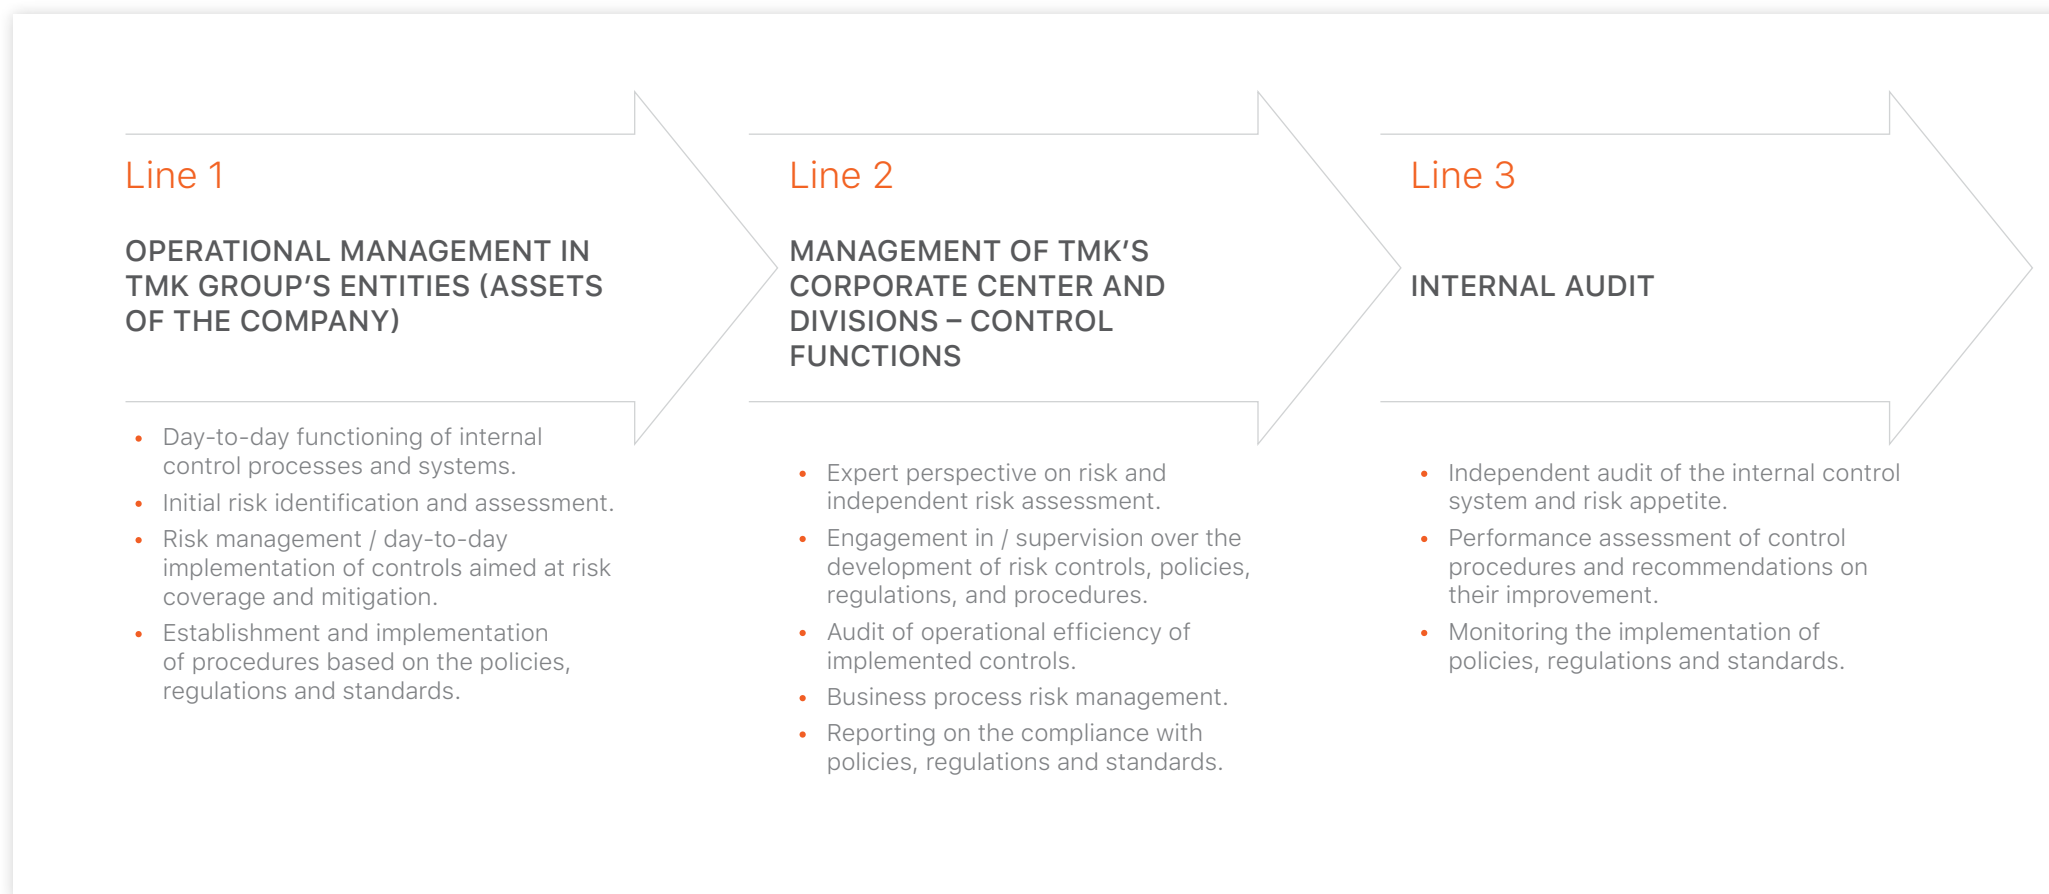 Line 1
OPERATIONAL MANAGEMENT IN
TMK GROUP’S ENTITIES (ASSETS
OF THE COMPANY)
• Day-to-day functioning of internal
control processes and systems.
• Initial risk identification and assessment.
• Risk management / day-to-day
implementation of controls aimed at risk
coverage and mitigation.
• Establishment and implementation
of procedures based on the policies,
regulations and standards.
Line 2
MANAGEMENT OF TMK’S
CORPORATE CENTER AND
DIVISIONS – CONTROL
FUNCTIONS
• Expert perspective on risk and
independent risk assessment.
• Engagement in / supervision over the
development of risk controls, policies,
regulations, and procedures.
• Audit of operational efficiency of
implemented controls.
• Business process risk management.
• Reporting on the compliance with
policies, regulations and standards.
Line 3
INTERNAL AUDIT
• Independent audit of the internal control
system and risk appetite.
• Performance assessment of control
procedures and recommendations on
their improvement.
• Monitoring the implementation of
policies, regulations and standards.